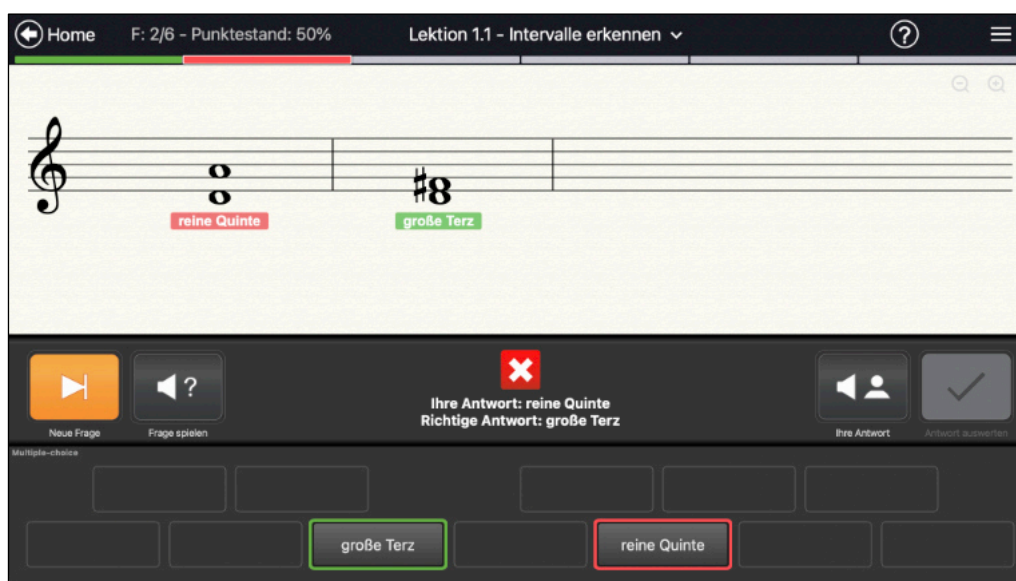 Home
F: 2/6 – Punktestand: 50%
Lektion 1.1 – Intervalle erkennen
?
reine Quinte
große Terz
?
Ihre Antwort: reine Quinte
Richtige Antwort: große Terz
Neue Frage
Frage spielen
Ihre Antwort
Antwort auswerten
Multiple-choice
große Terz
reine Quinte